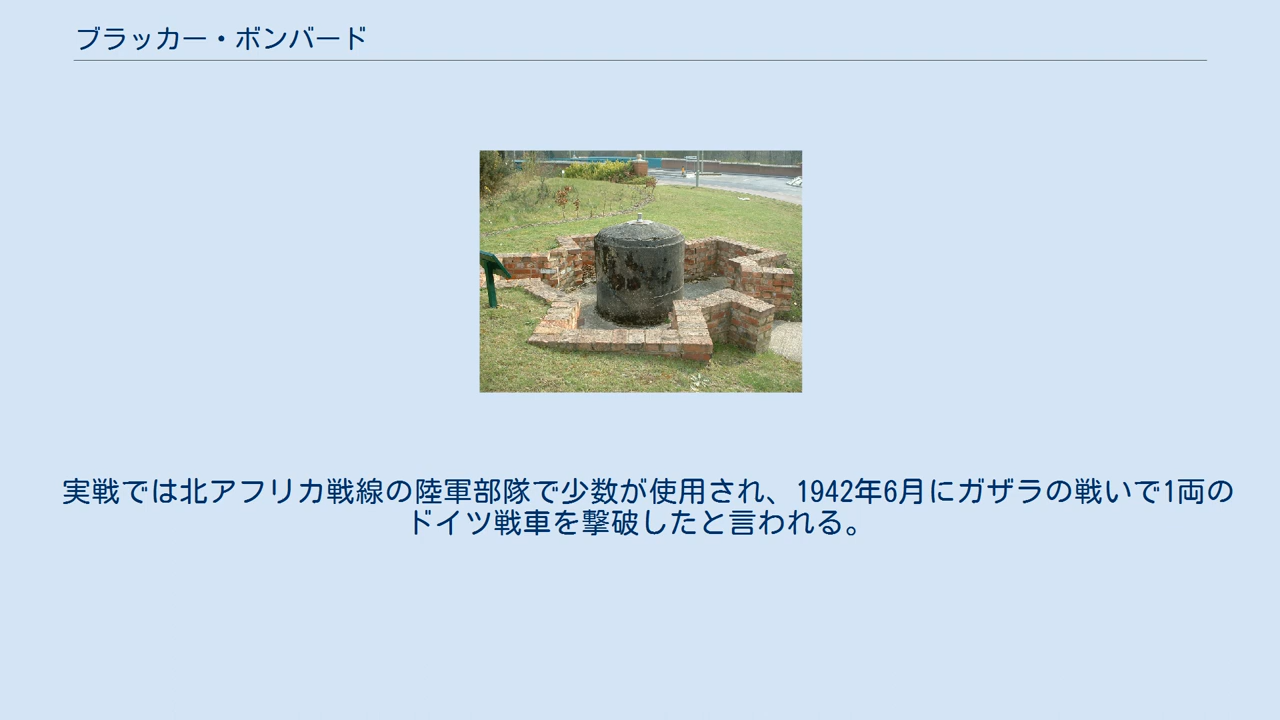 ブラッカー・ボンバード
実戦では北アフリカ戦線の陸軍部隊で少数が使用され、1942年6月にガザラの戦いで1両の
ドイツ戦車を撃破したと言われる。